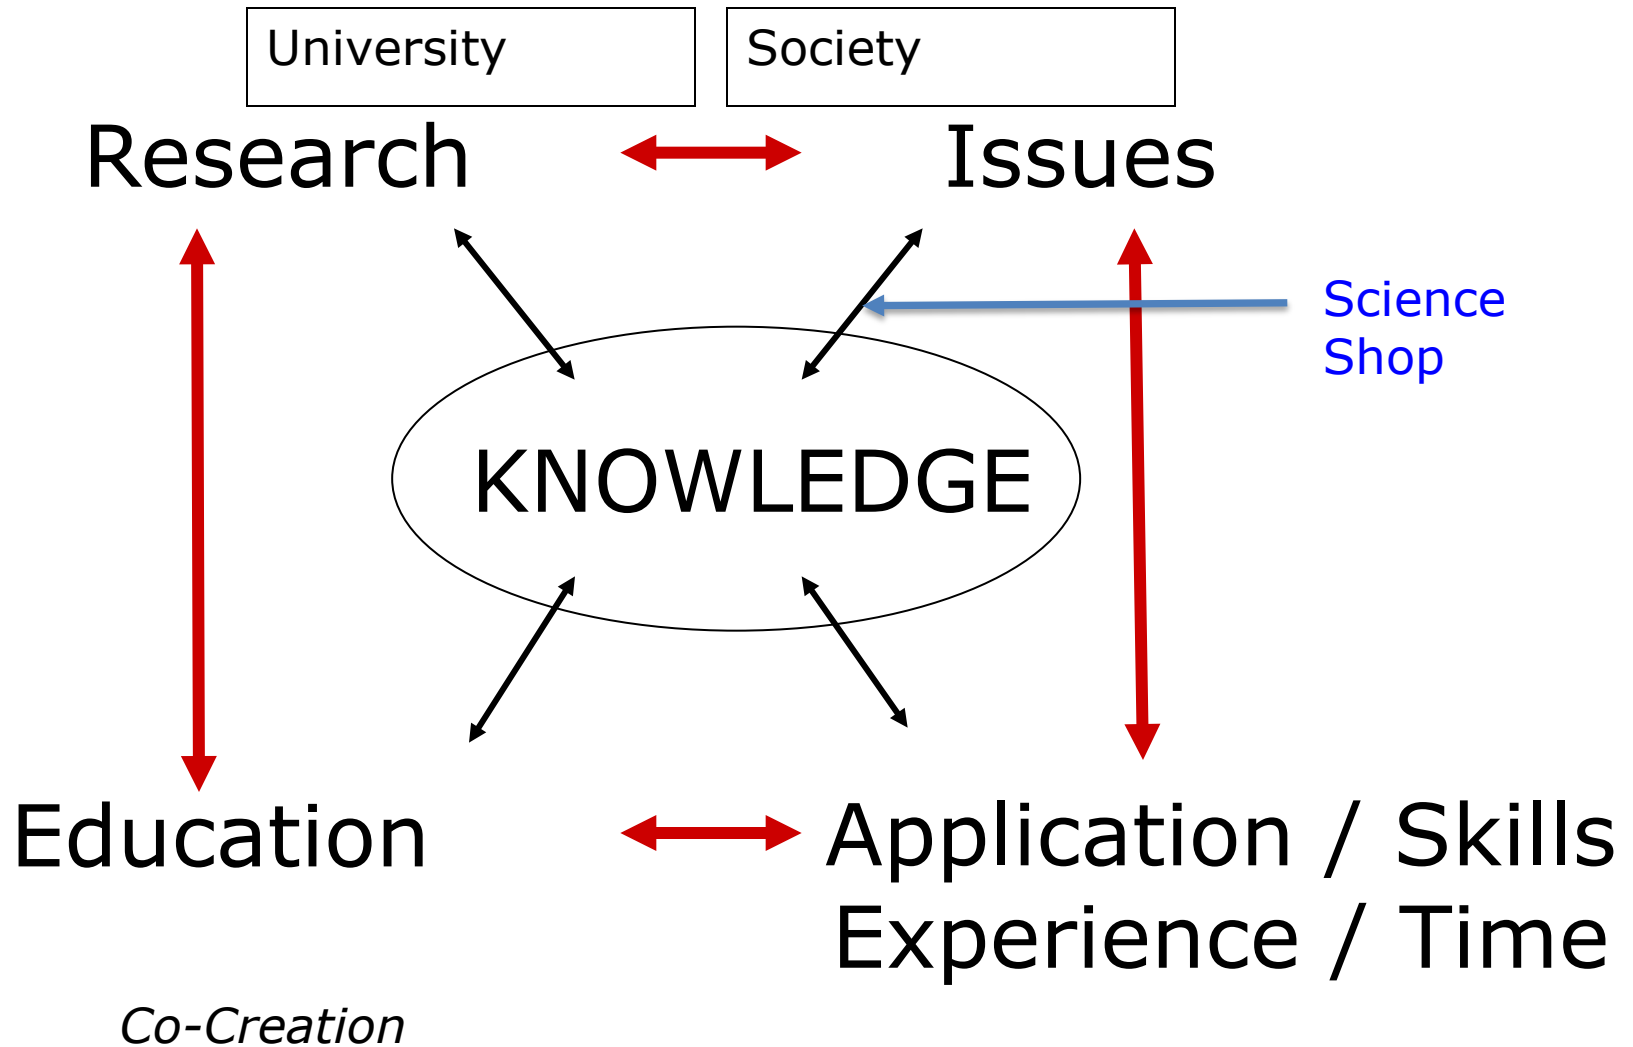 University
Society
Research
Issues
Science
Shop
KNOWLEDGE
Education
Application / Skills
Experience / Time
Co-Creation